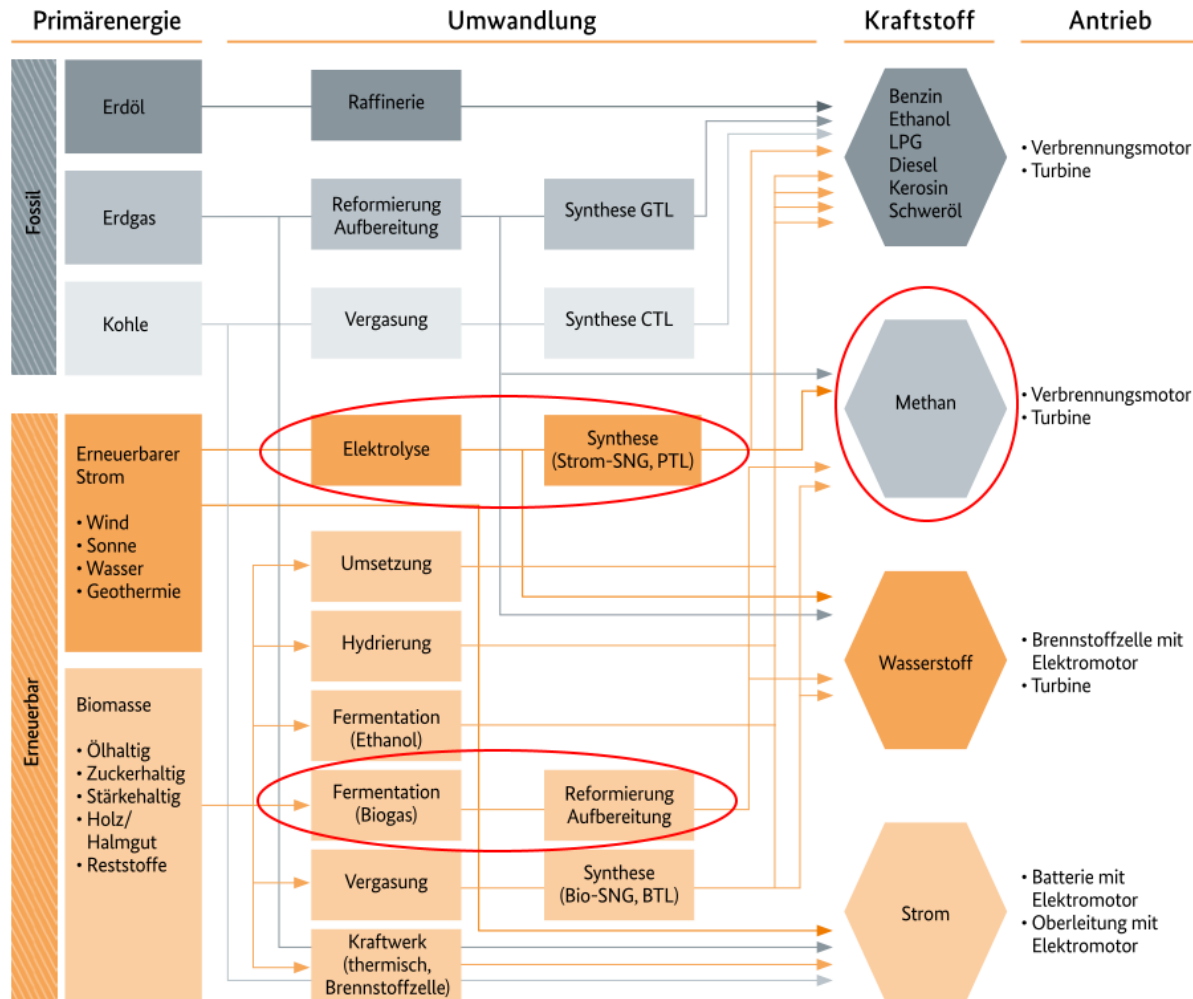 Primärenergie
Umwandlung
Kraftstoff
Antrieb
Fossil
Erdöl
Raffinerie
Benzin
Ethanol
LPG
Diesel
Kerosin
Schweröl
• Verbrennungsmotor
• Turbine
Erdgas
Reformierung
Aufbereitung
Synthese GTL
Kohle
Vergasung
Synthese CTL
Methan
• Verbrennungsmotor
• Turbine
Erneuerbar
Erneuerbarer
Strom
• Wind
• Sonne
• Wasser
• Geothermie
Elektrolyse
Synthese
(Strom-SNG, PTL)
Umsetzung
Hydrierung
Wasserstoff
• Brennstoffzelle mit
Elektromotor
• Turbine
Biomasse
• Ölhaltig
• Zuckerhaltig
• Stärkehaltig
• Holz/
Halmgut
• Reststoffe
Fermentation
(Ethanol)
Fermentation
(Biogas)
Reformierung
Aufbereitung
Vergasung
Synthese
(Bio-SNG, BTL)
Kraftwerk
(thermisch,
Brennstoffzelle)
Strom
• Batterie mit
Elektromotor
• Oberleitung mit
Elektromotor